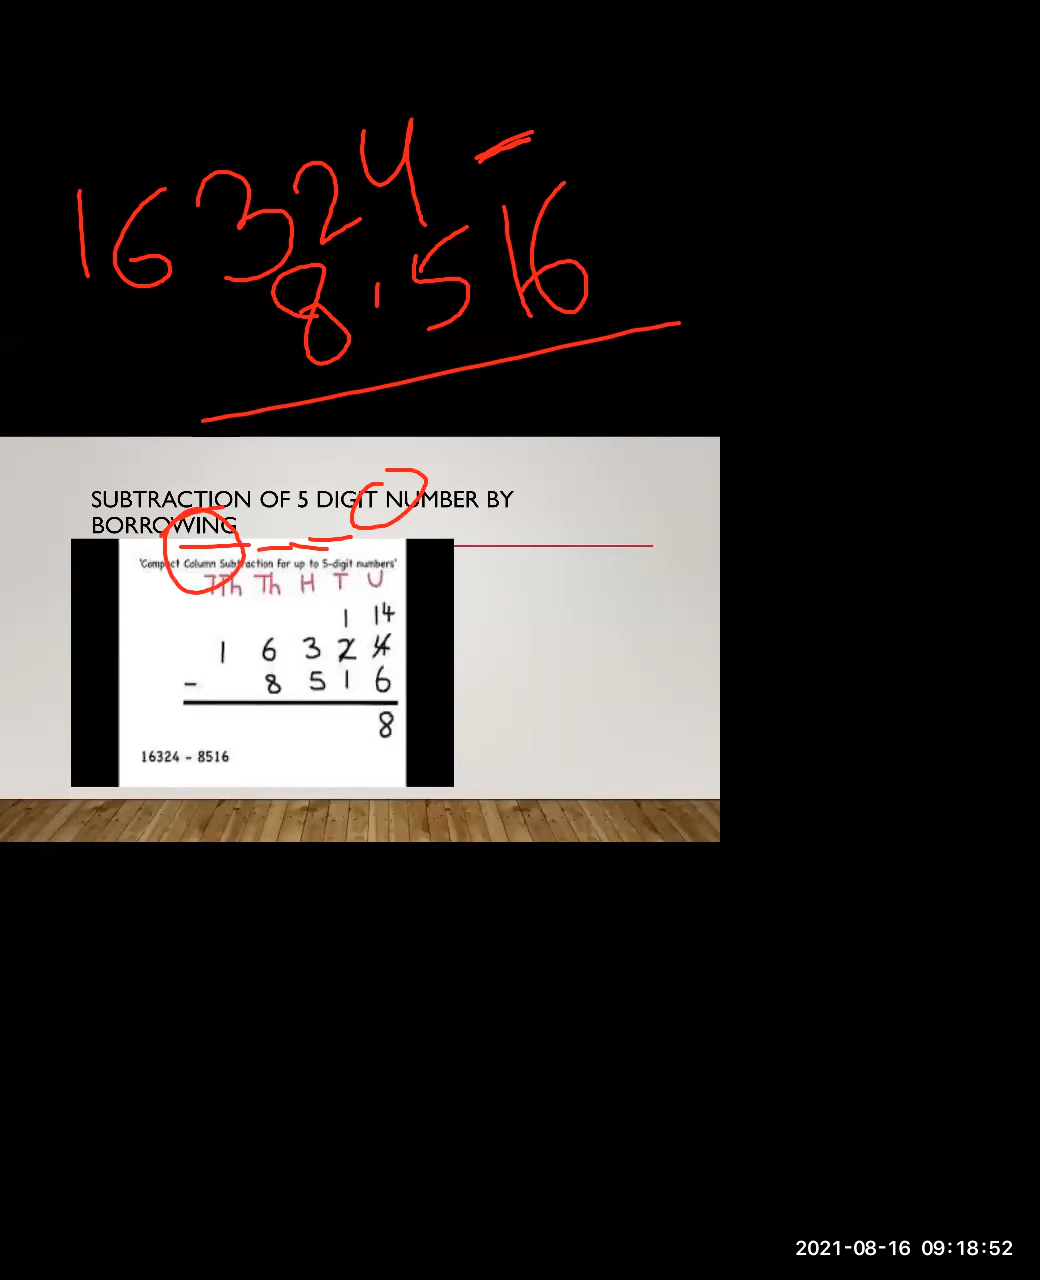 16324 -
8.516
SUBTRACTION OF 5 DIGIT NUMBER BY
BORROWING
'Compact Column Subtraction for up to 5-digit numbers'
TTh Th H T U
1 14
1 6 3 2 4
- 8 5 1 6
8
16324 - 8516
2021-08-16 09:18:52